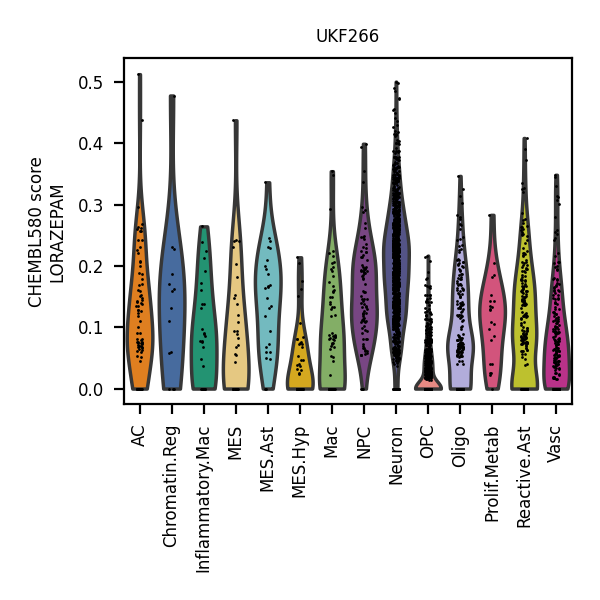 UKF266
CHEMBL580 score
LORAZEPAM
0.5
0.4
0.3
0.2
0.1
0.0
AC
Chromatin.Reg
Inflammatory.Mac
MES
MES.Ast
MES.Hyp
Mac
NPC
Neuron
OPC
Oligo
Prolif.Metab
Reactive.Ast
Vasc